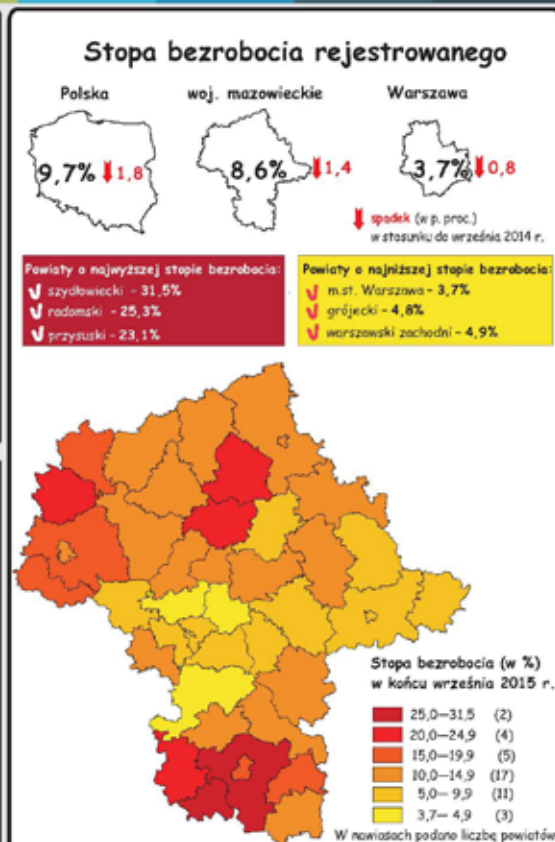 Stopa bezrobocia rejestrowanego
Polska
woj. mazowieckie
Warszawa
9,7%
1,8
8,6%
1,4
3,7%
0,8
spadek (w p. proc.)
w stosunku do września 2014 r.
Powiaty o najwyższej stopie bezrobocia:
szydłowiecki - 31,5%
radomski - 25,3%
przysuski - 23,1%
Powiaty o najniższej stopie bezrobocia:
m.st. Warszawa - 3,7%
grójecki - 4,8%
warszawski zachodni - 4,9%
Stopa bezrobocia (w %)
w końcu września 2015 r.
25,0—31,5 (2)
20,0—24,9 (4)
15,0—19,9 (5)
10,0—14,9 (17)
5,0— 9,9 (11)
3,7— 4,9 (3)
W nawiasach podano liczbę powiatów